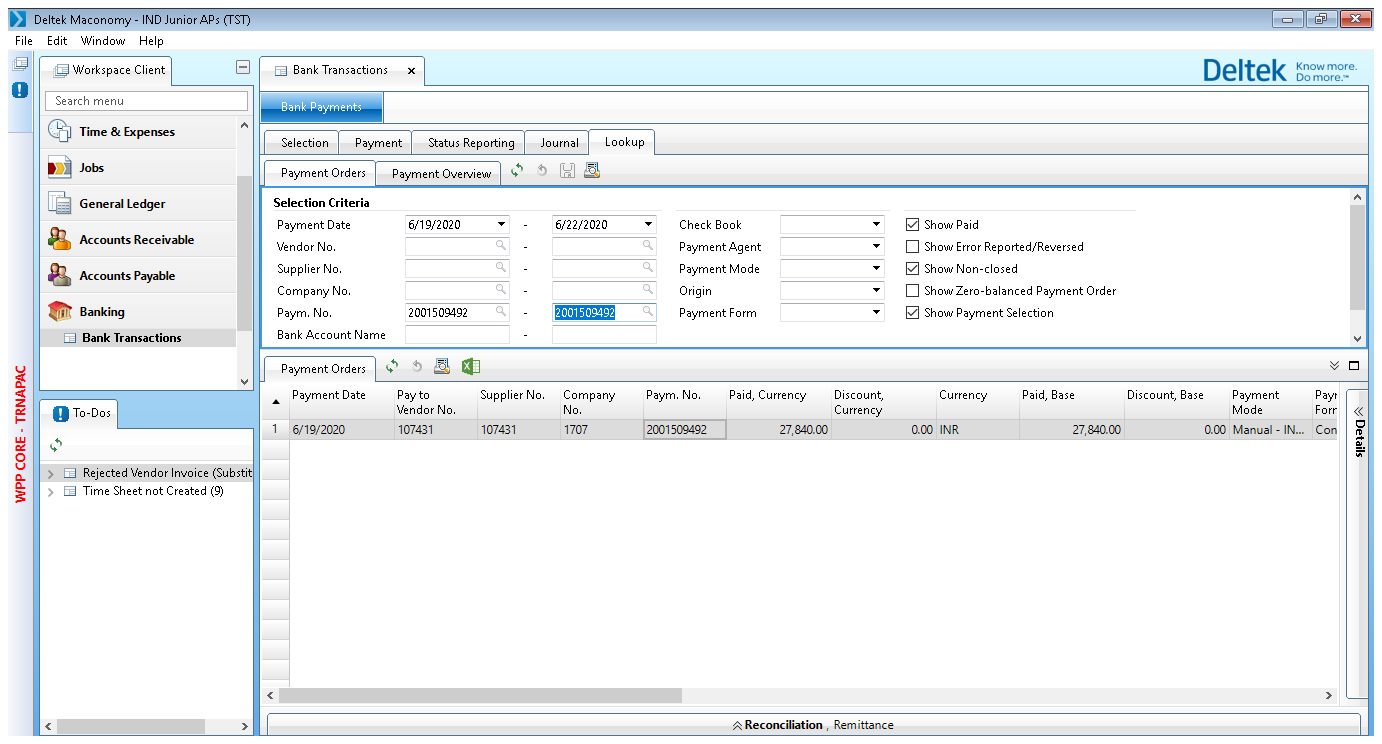 Deltek Maconomy - IND Junior APs (TST)
File Edit Window Help
Workspace Client
Bank Transactions
Deltek Know more. Do more.™
Search menu
Bank Payments
Time & Expenses
Jobs
General Ledger
Accounts Receivable
Accounts Payable
Banking
Bank Transactions
Selection Payment Status Reporting Journal Lookup
Payment Orders Payment Overview
Selection Criteria
Payment Date 6/19/2020 - 6/22/2020 Check Book Show Paid
Vendor No. - Payment Agent Show Error Reported/Reversed
Supplier No. - Payment Mode Show Non-closed
Company No. - Origin Show Zero-balanced Payment Order
Paym. No. 2001509492 - 2001509492 Payment Form Show Payment Selection
Bank Account Name -
WPP CORE - TRNAPAC
To-Dos
Rejected Vendor Invoice (Substit
Time Sheet not Created (9)
Payment Orders
Payment Date Pay to Vendor No. Supplier No. Company No. Paym. No. Paid, Currency Discount, Currency Currency Paid, Base Discount, Base Payment Mode Payr Forr
1 6/19/2020 107431 107431 1707 2001509492 27,840.00 0.00 INR 27,840.00 0.00 Manual - IN... Con
Details
Reconciliation , Remittance